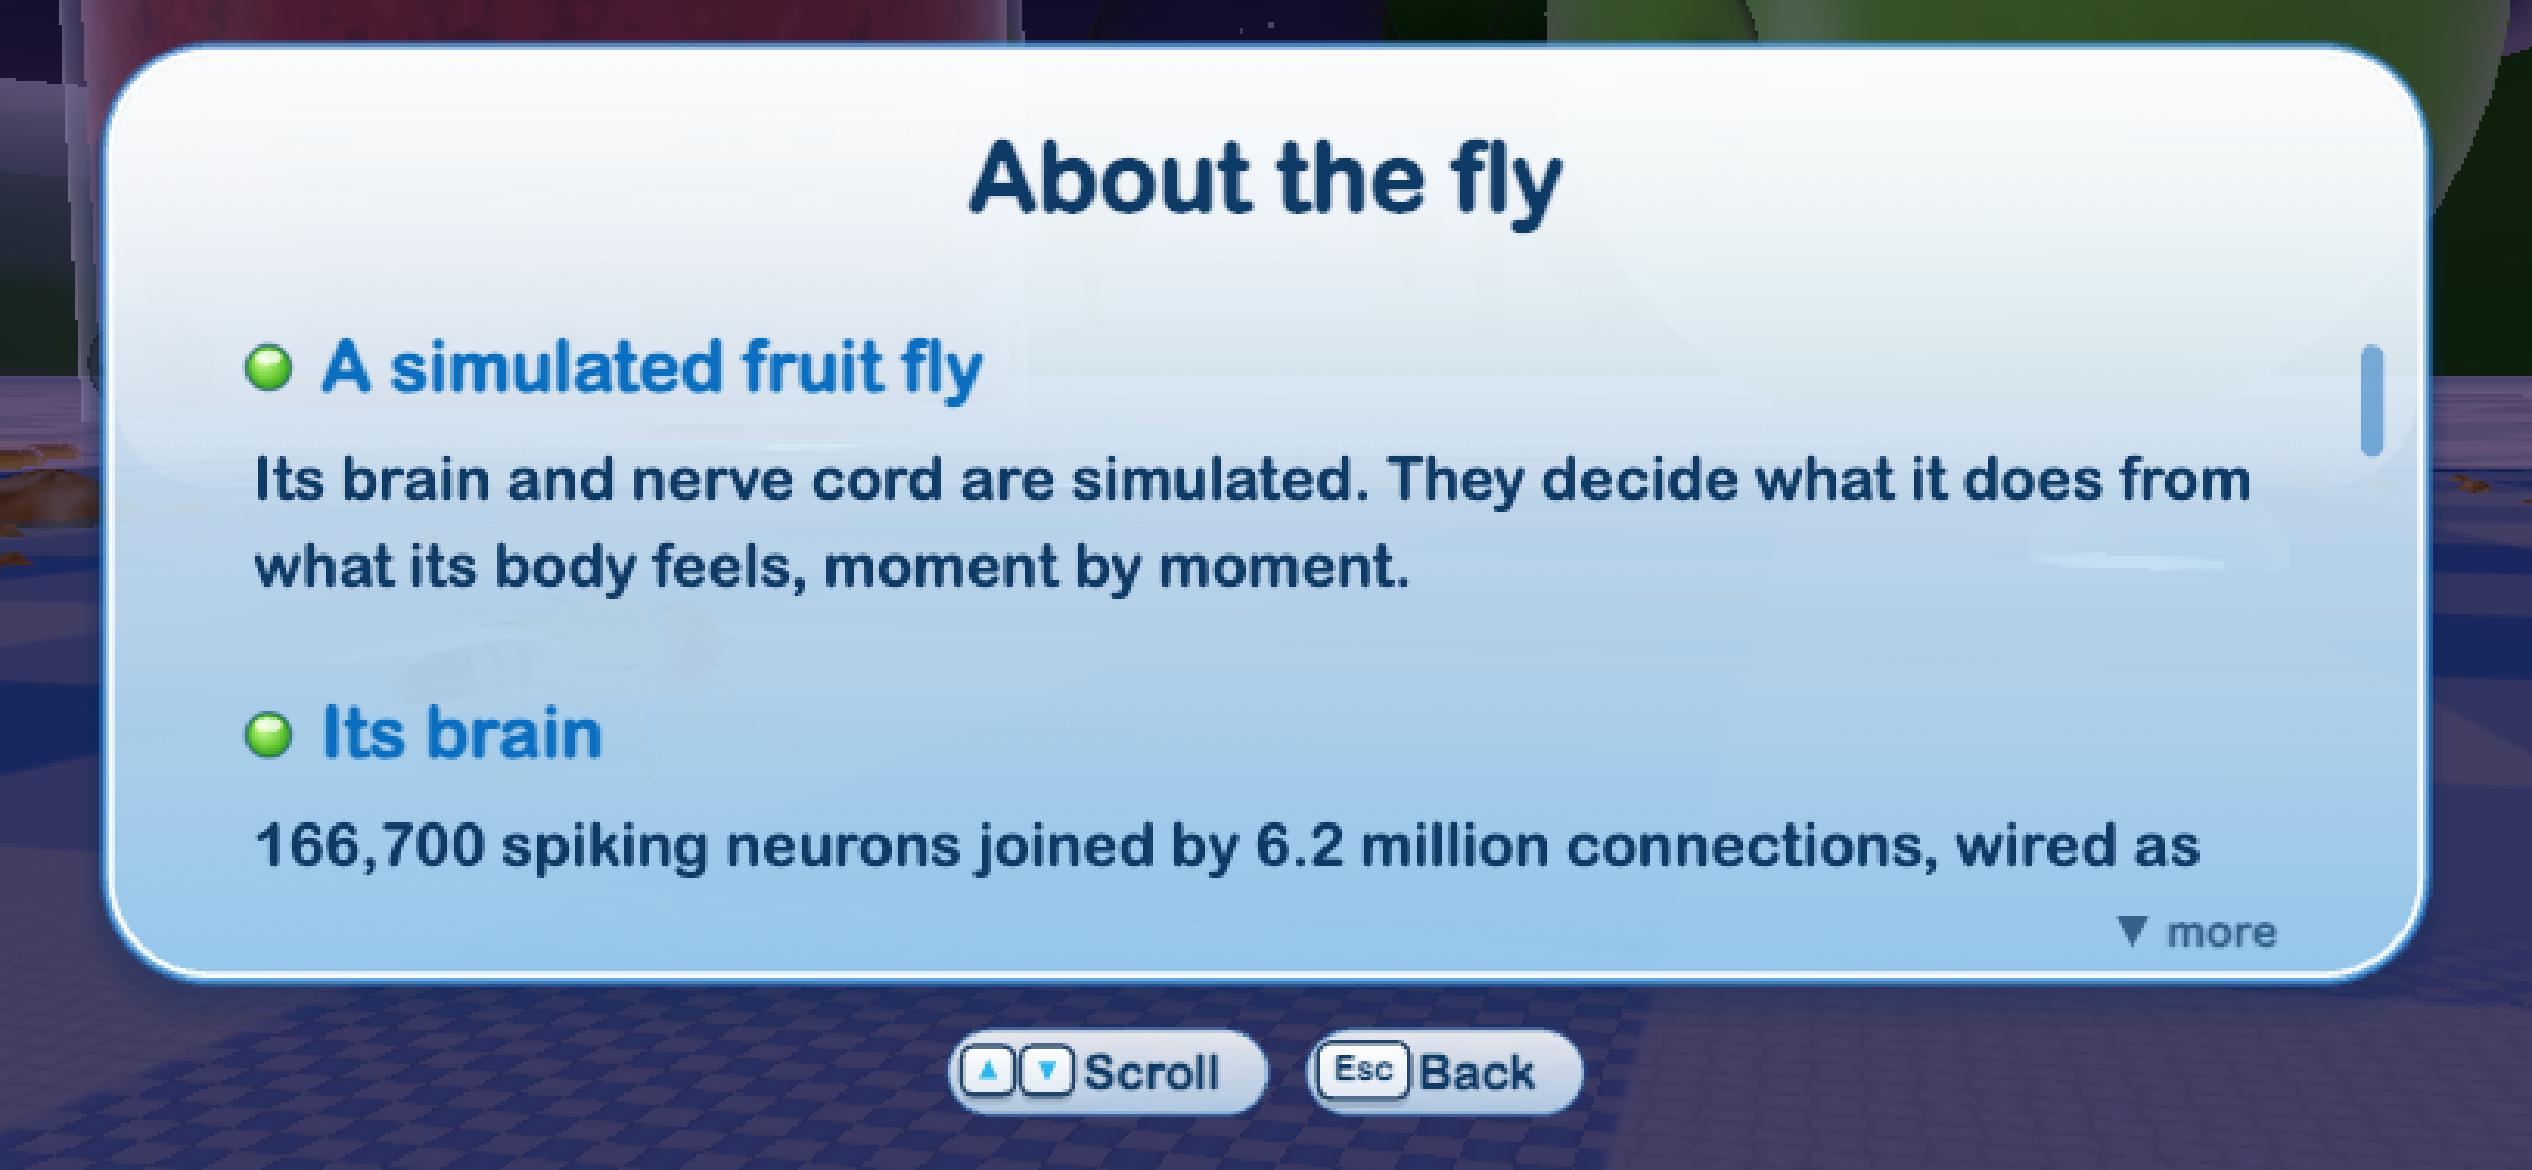 About the fly
A simulated fruit fly
Its brain and nerve cord are simulated. They decide what it does from
what its body feels, moment by moment.
Its brain
166,700 spiking neurons joined by 6.2 million connections, wired as
▼ more
▲ ▼ Scroll
Esc Back